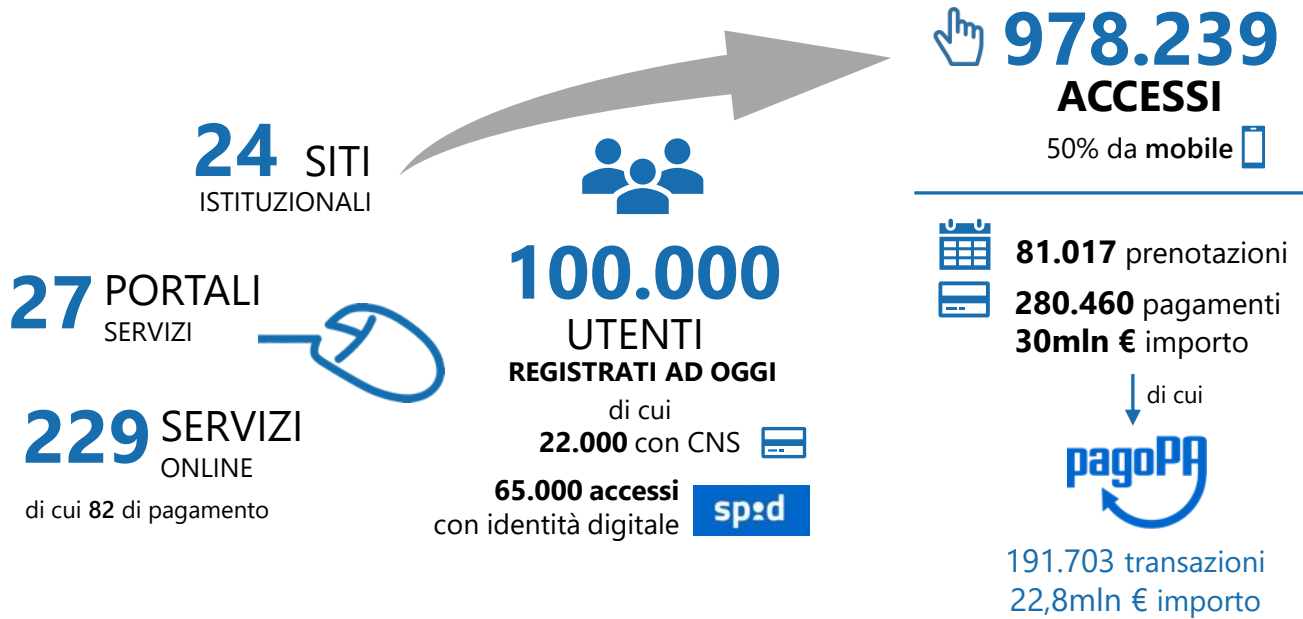 24 SITI
ISTITUZIONALI
27 PORTALI
SERVIZI
229 SERVIZI
ONLINE
di cui 82 di pagamento
100.000
UTENTI
REGISTRATI AD OGGI
di cui
22.000 con CNS
65.000 accessi
con identità digitale
sp:d
978.239
ACCESSI
50% da mobile
81.017 prenotazioni
280.460 pagamenti
30mln € importo
di cui
pagoPA
191.703 transazioni
22,8mln € importo